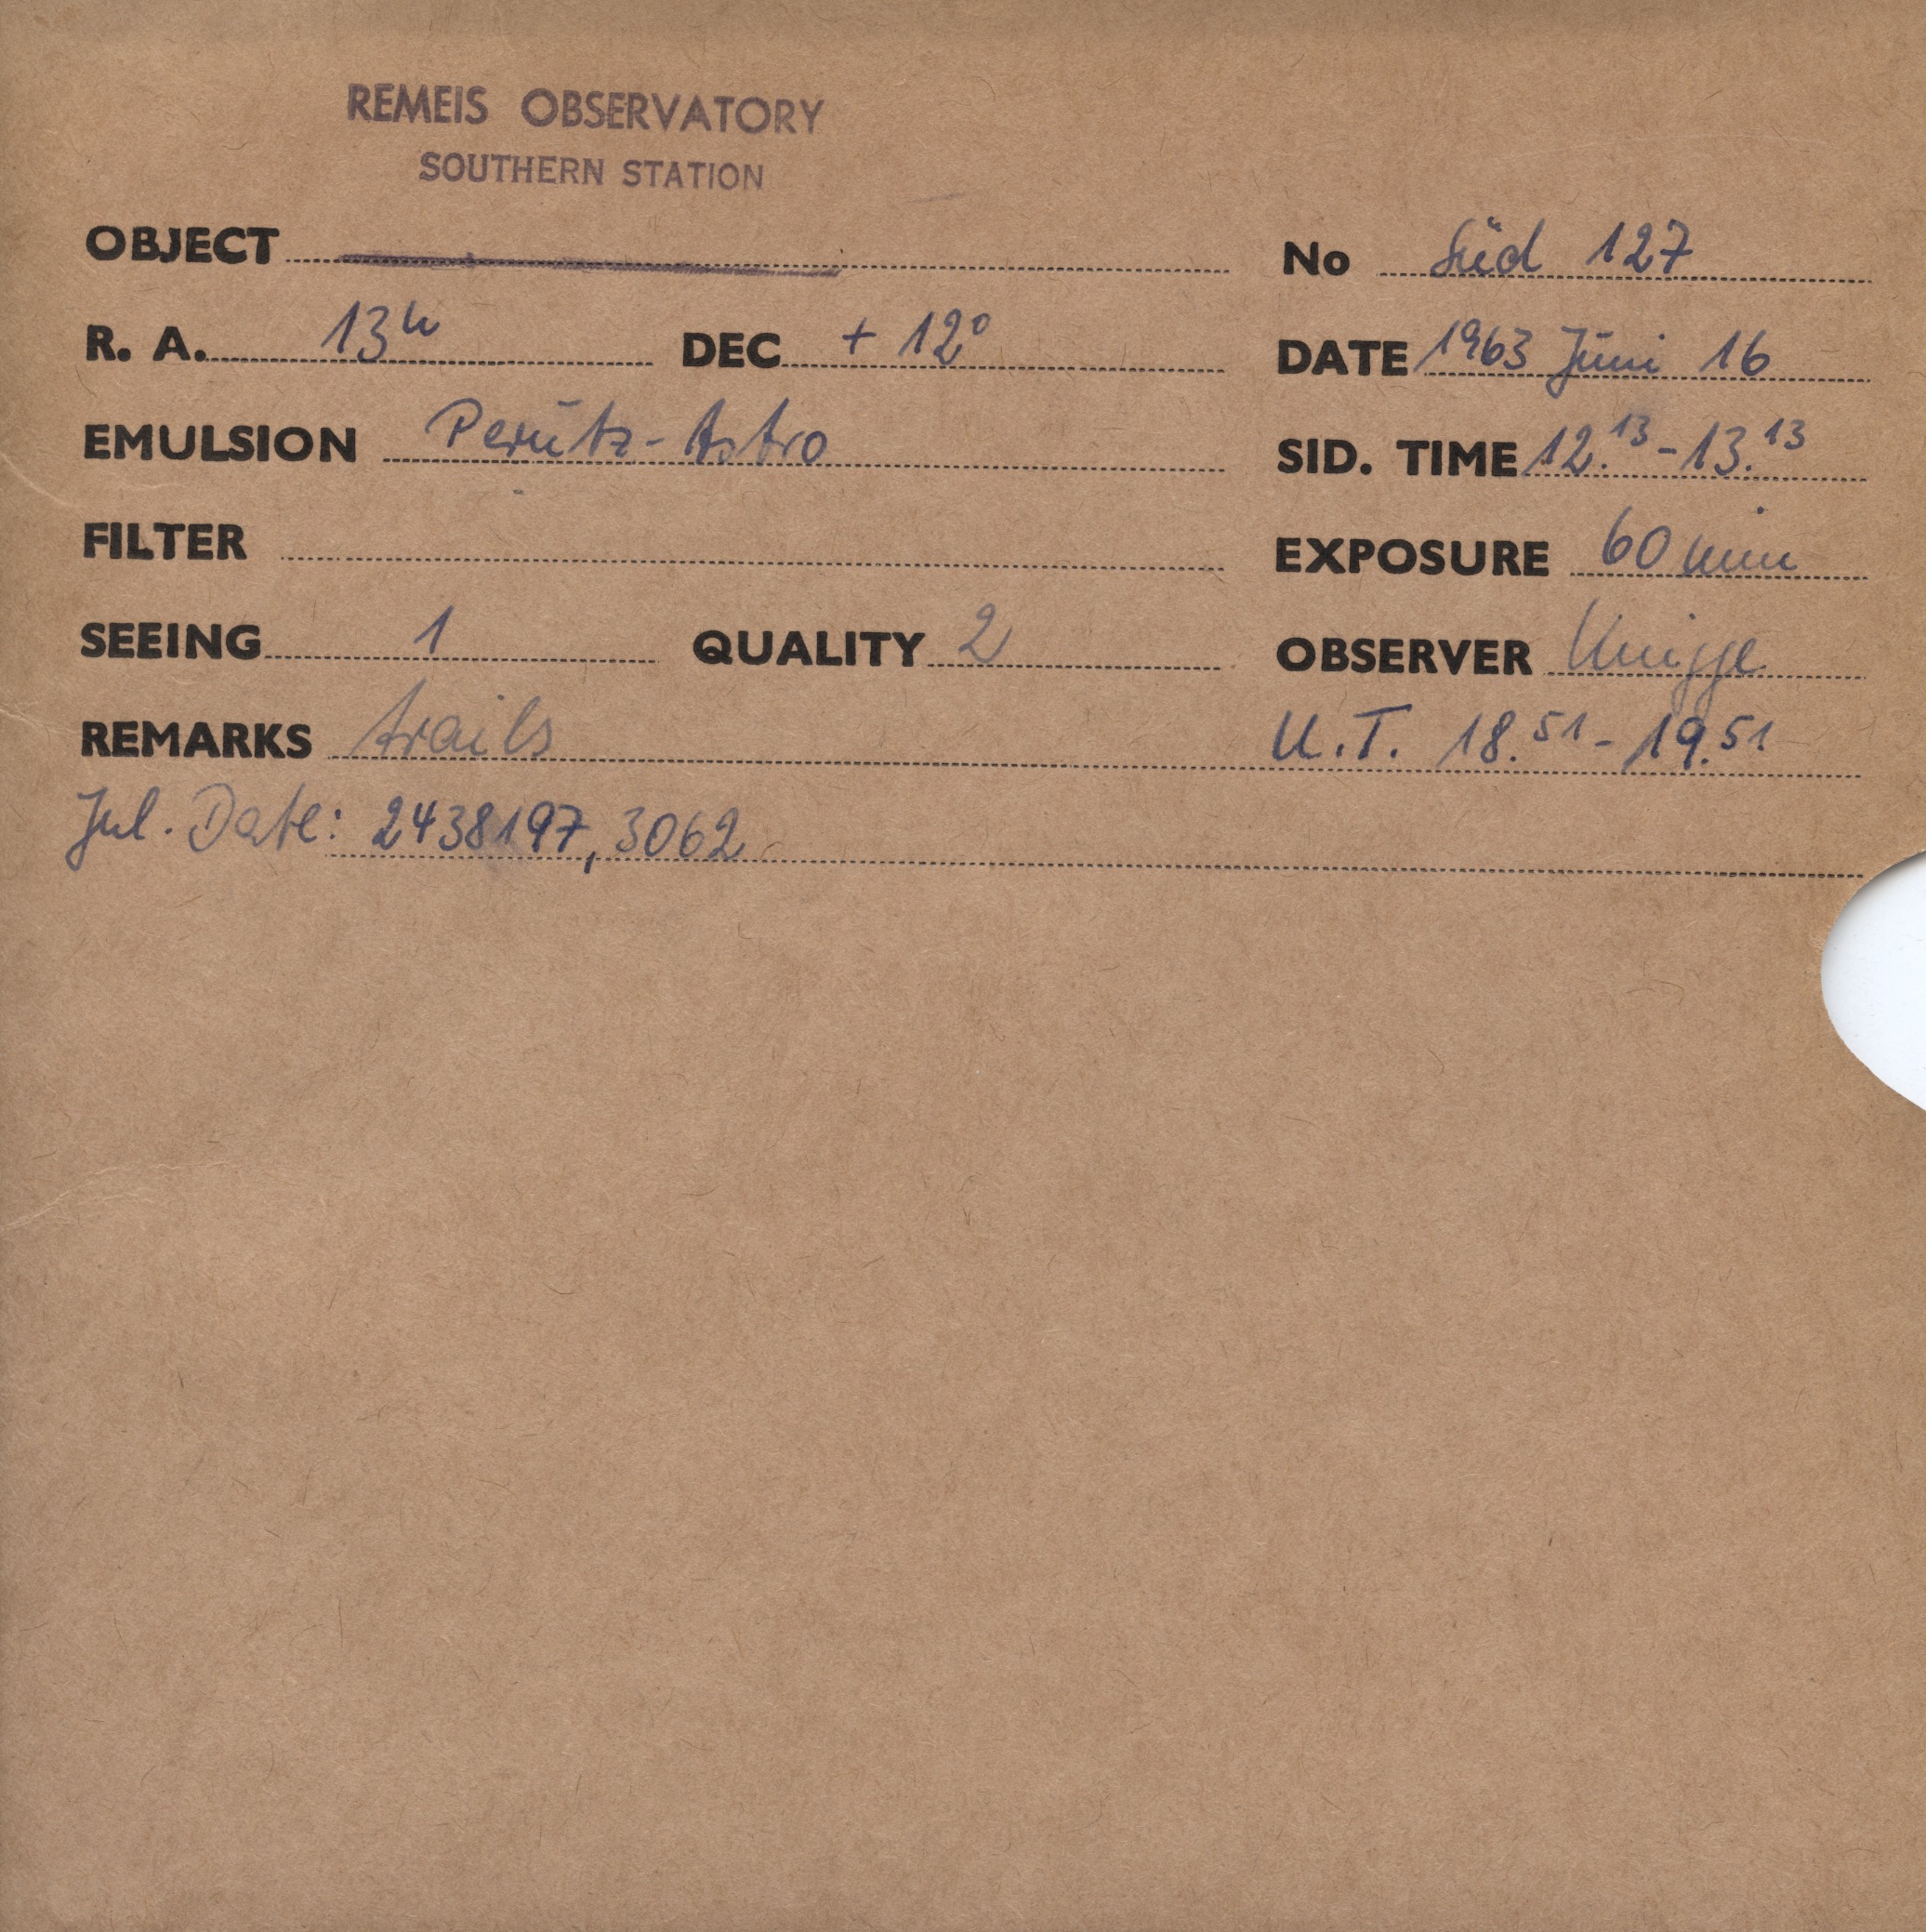 REMEIS OBSERVATORY
SOUTHERN STATION
OBJECT No Süd 127
R. A. 13h DEC + 12° DATE 1963 Juni 16
EMULSION Perutz-Astro SID. TIME 12.13-13.13
FILTER EXPOSURE 60 min
SEEING 1 QUALITY 2 OBSERVER Knigge
REMARKS trails U.T. 18.51-19.51
Jul. Date: 2438197,3062